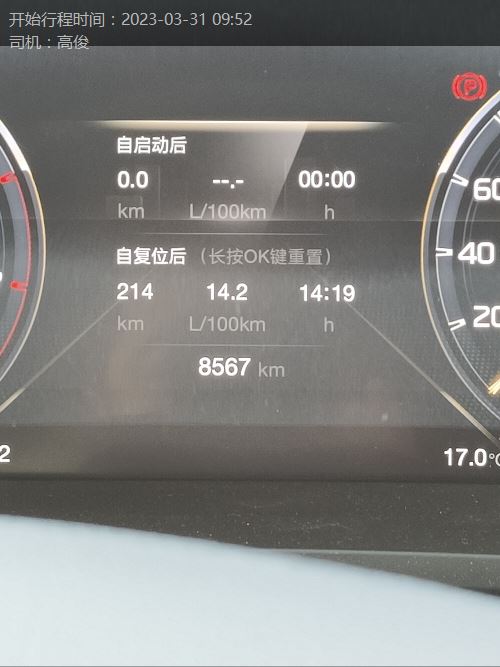 开始行程时间：2023-03-31 09:52
司机：高俊
自启动后
0.0 --.- 00:00
km L/100km h
60
自复位后（长按OK键重置）
40
214 14.2 14:19
20
km L/100km h
8567 km
2 17.0°C